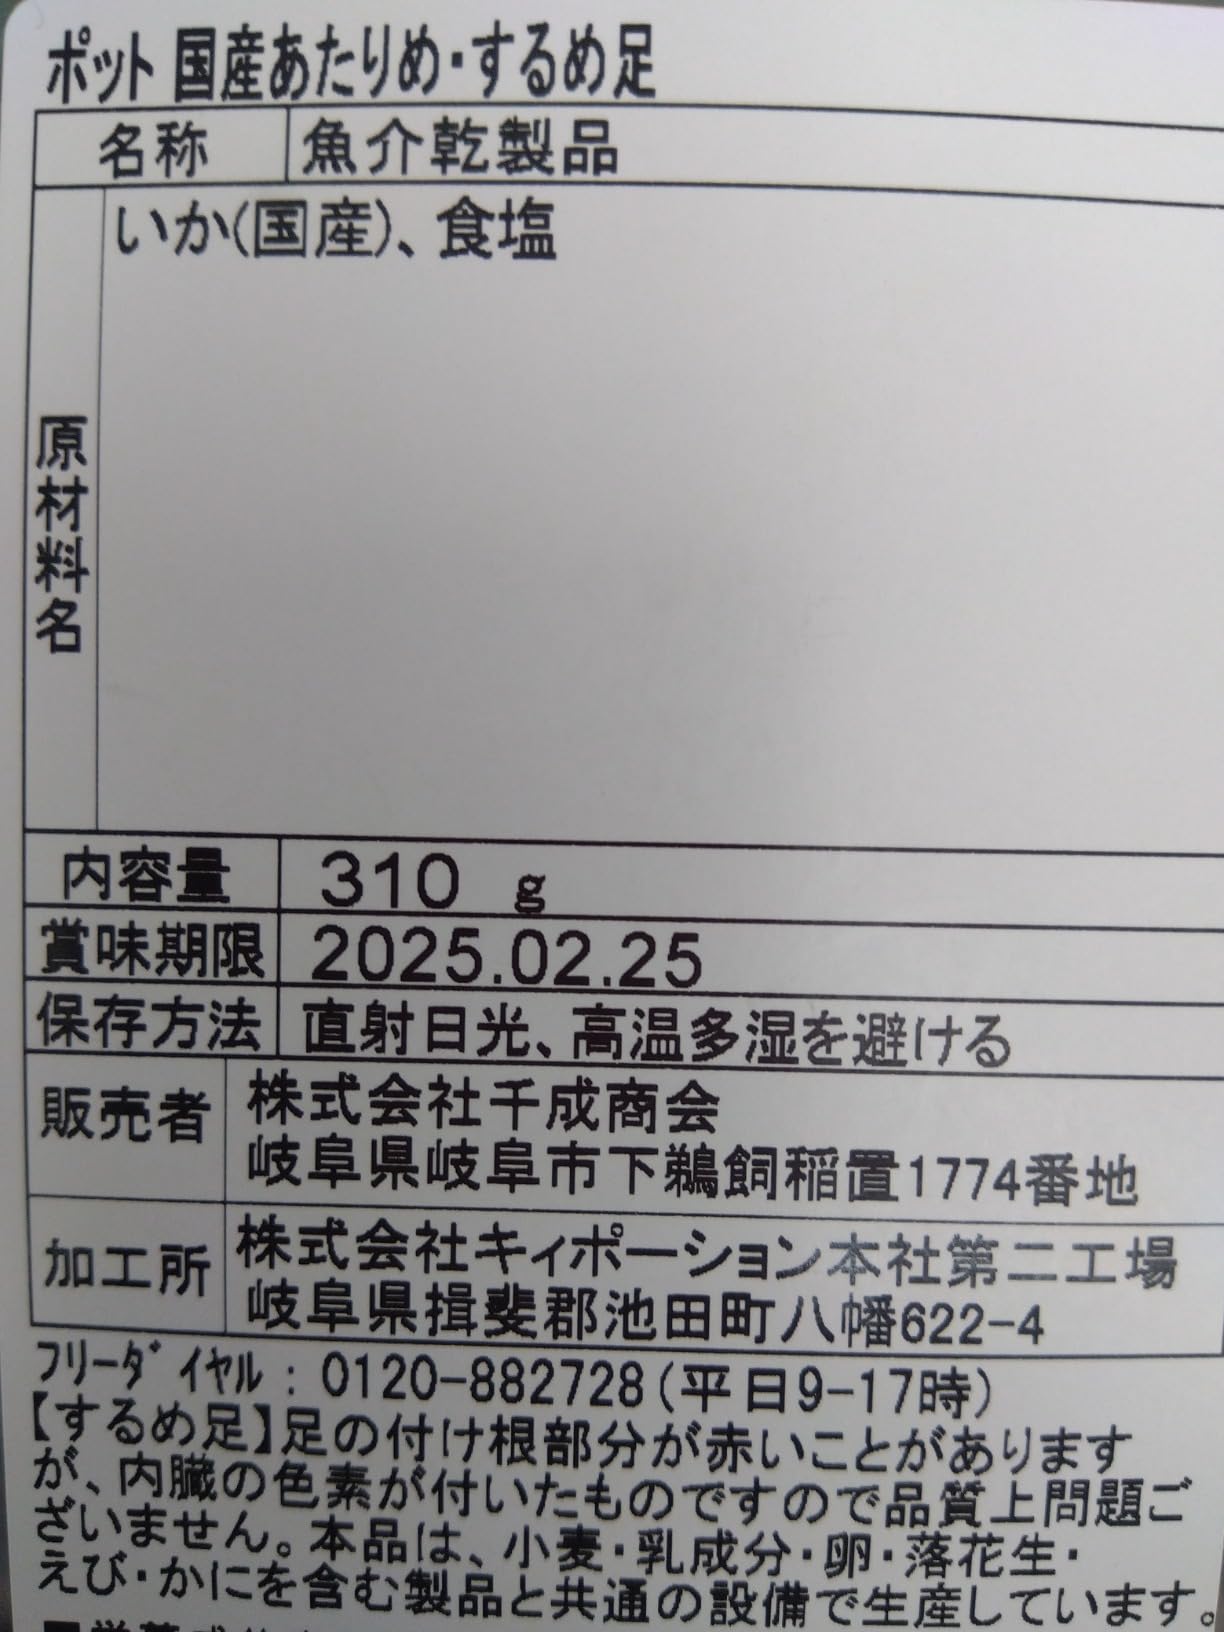 ポット 国産あたりめ・するめ足
名称 魚介乾製品
原材料名 いか(国産)、食塩
内容量 310 g
賞味期限 2025.02.25
保存方法 直射日光、高温多湿を避ける
販売者 株式会社千成商会
岐阜県岐阜市下鵜飼稲置1774番地
加工所 株式会社キィポーション本社第二工場
岐阜県揖斐郡池田町八幡622-4
フリーダイヤル：0120-882728(平日9-17時)
【するめ足】足の付け根部分が赤いことがあります
が、内臓の色素が付いたものですので品質上問題ご
ざいません。本品は、小麦・乳成分・卵・落花生・
えび・かにを含む製品と共通の設備で生産しています。